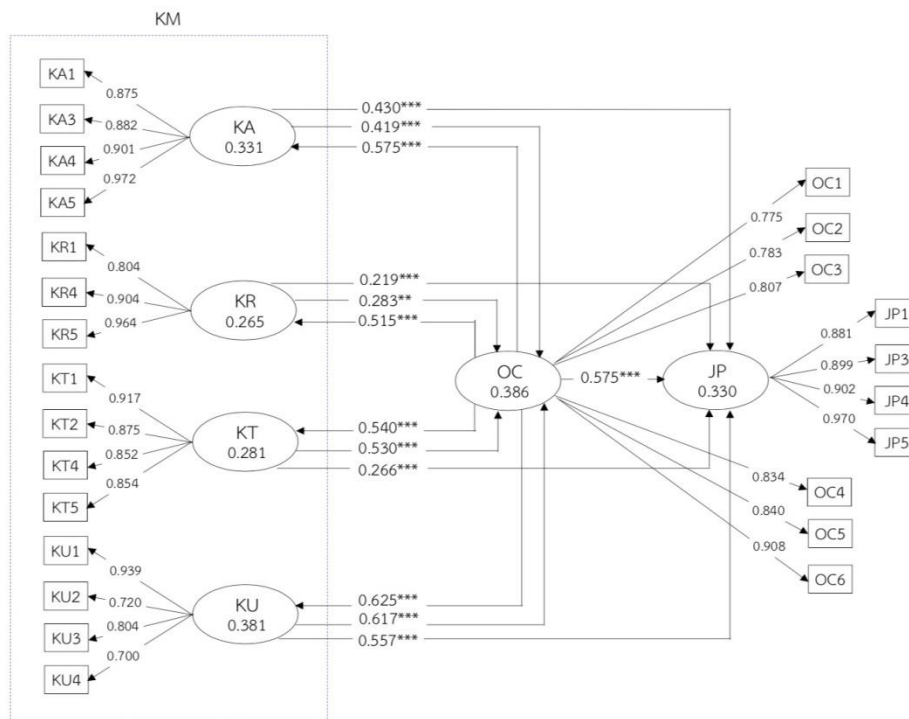 KM
KA1
0.875
KA3
0.882
KA4
0.901
KA5
0.972
KA
0.331
0.430***
0.419***
0.575***
KR1
0.804
KR4
0.904
KR5
0.964
KR
0.265
0.219***
0.283**
0.515***
KT1
0.917
KT2
0.875
KT4
0.852
KT5
0.854
KT
0.281
0.540***
0.530***
0.266***
KU1
0.939
KU2
0.720
KU3
0.804
KU4
0.700
KU
0.381
0.625***
0.617***
0.557***
OC
0.386
0.575***
OC1
0.775
OC2
0.783
OC3
0.807
OC4
0.834
OC5
0.840
OC6
0.908
JP
0.330
JP1
0.881
JP3
0.899
JP4
0.902
JP5
0.970